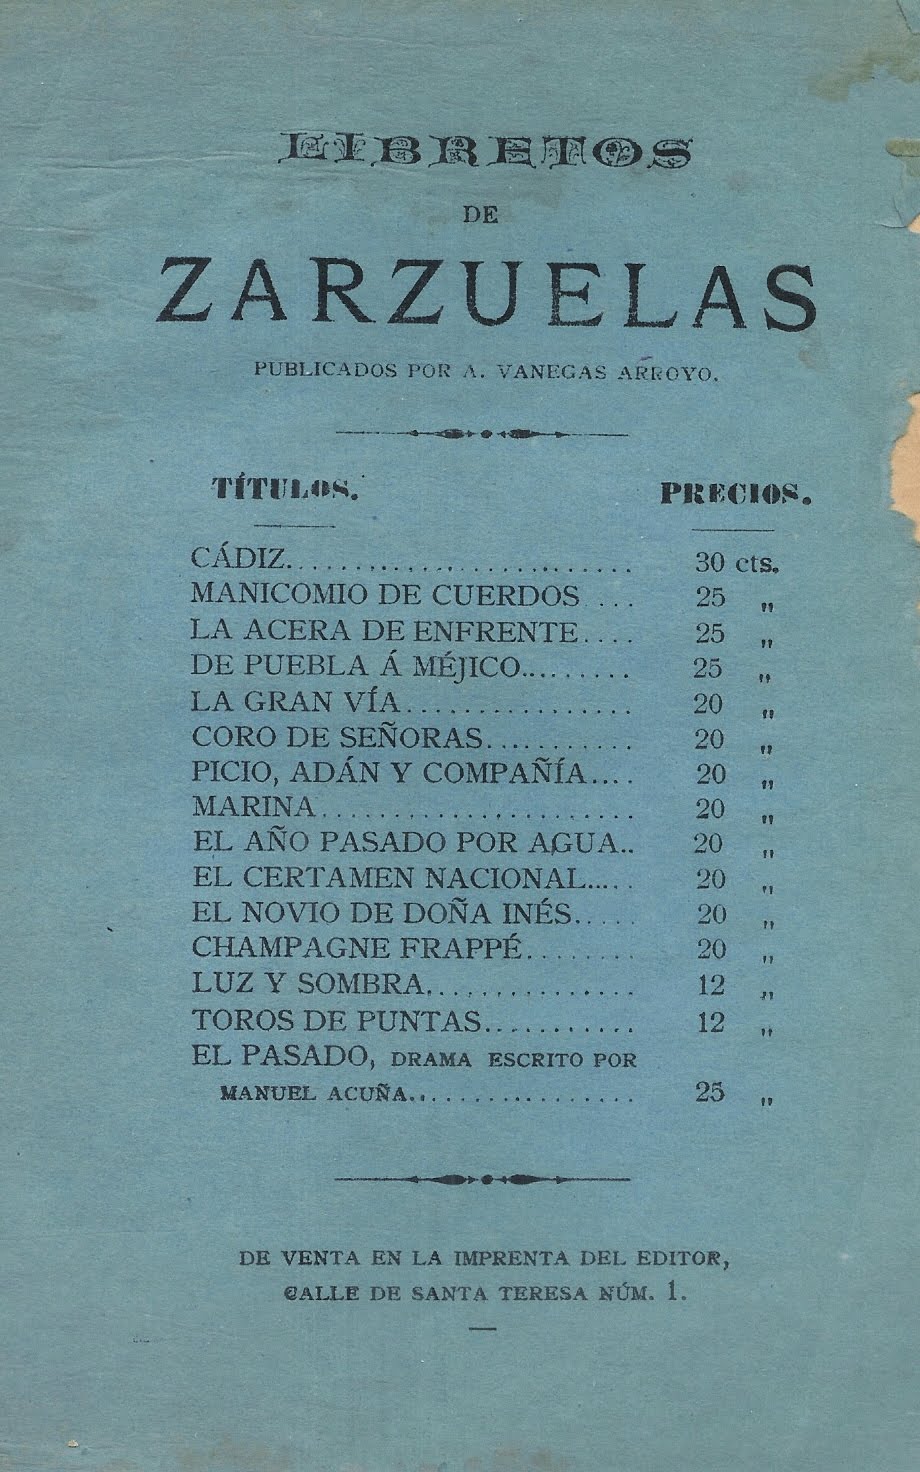 LIBRETOS
DE
ZARZUELAS
PUBLICADOS POR A. VANEGAS ARROYO.
TÍTULOS. PRECIOS.
CÁDIZ........................ 30 cts.
MANICOMIO DE CUERDOS .... 25 „
LA ACERA DE ENFRENTE.... 25 „
DE PUEBLA Á MÉJICO......... 25 „
LA GRAN VÍA................ 20 „
CORO DE SEÑORAS........... 20 „
PICIO, ADÁN Y COMPAÑÍA.... 20 „
MARINA...................... 20 „
EL AÑO PASADO POR AGUA.. 20 „
EL CERTAMEN NACIONAL..... 20 „
EL NOVIO DE DOÑA INÉS..... 20 „
CHAMPAGNE FRAPPÉ........ 20 „
LUZ Y SOMBRA............... 12 „
TOROS DE PUNTAS........... 12 „
EL PASADO, DRAMA ESCRITO POR
MANUEL ACUÑA................ 25 „
DE VENTA EN LA IMPRENTA DEL EDITOR,
CALLE DE SANTA TERESA NÚM. 1.